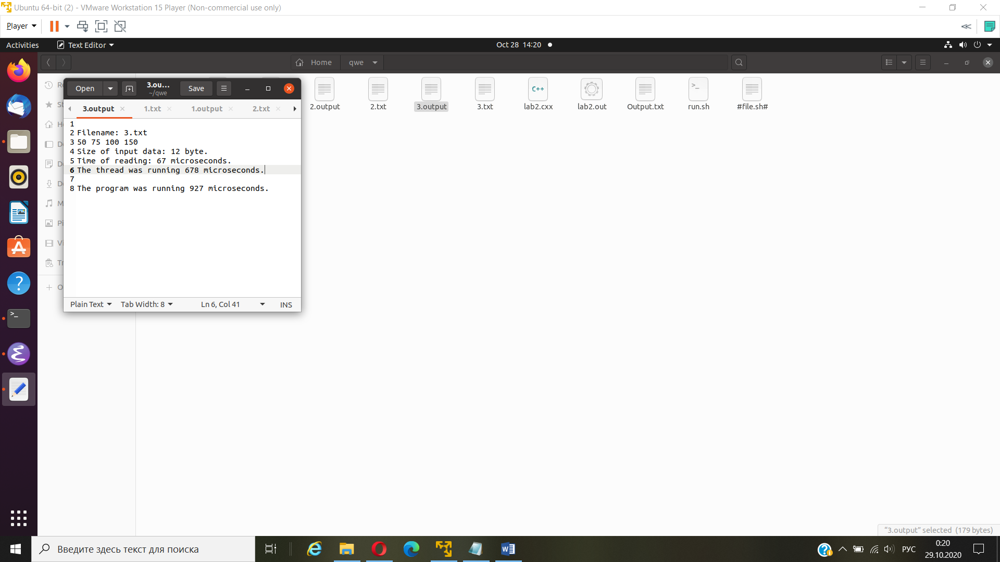 Ubuntu 64-bit (2) - VMware Workstation 15 Player (Non-commercial use only)
Player
Activities
Text Editor
Oct 28 14:20
Home
qwe
Open
3.ou...
~/qwe
Save
3.output
1.txt
1.output
2.txt
1
2 Filename: 3.txt
3 50 75 100 150
4 Size of input data: 12 byte.
5 Time of reading: 67 microseconds.
6 The thread was running 678 microseconds.
7
8 The program was running 927 microseconds.
Plain Text
Tab Width: 8
Ln 6, Col 41
INS
2.output
2.txt
3.output
3.txt
lab2.cxx
lab2.out
Output.txt
run.sh
#file.sh#
"3.output" selected (179 bytes)
Введите здесь текст для поиска
РУС
0:20
29.10.2020